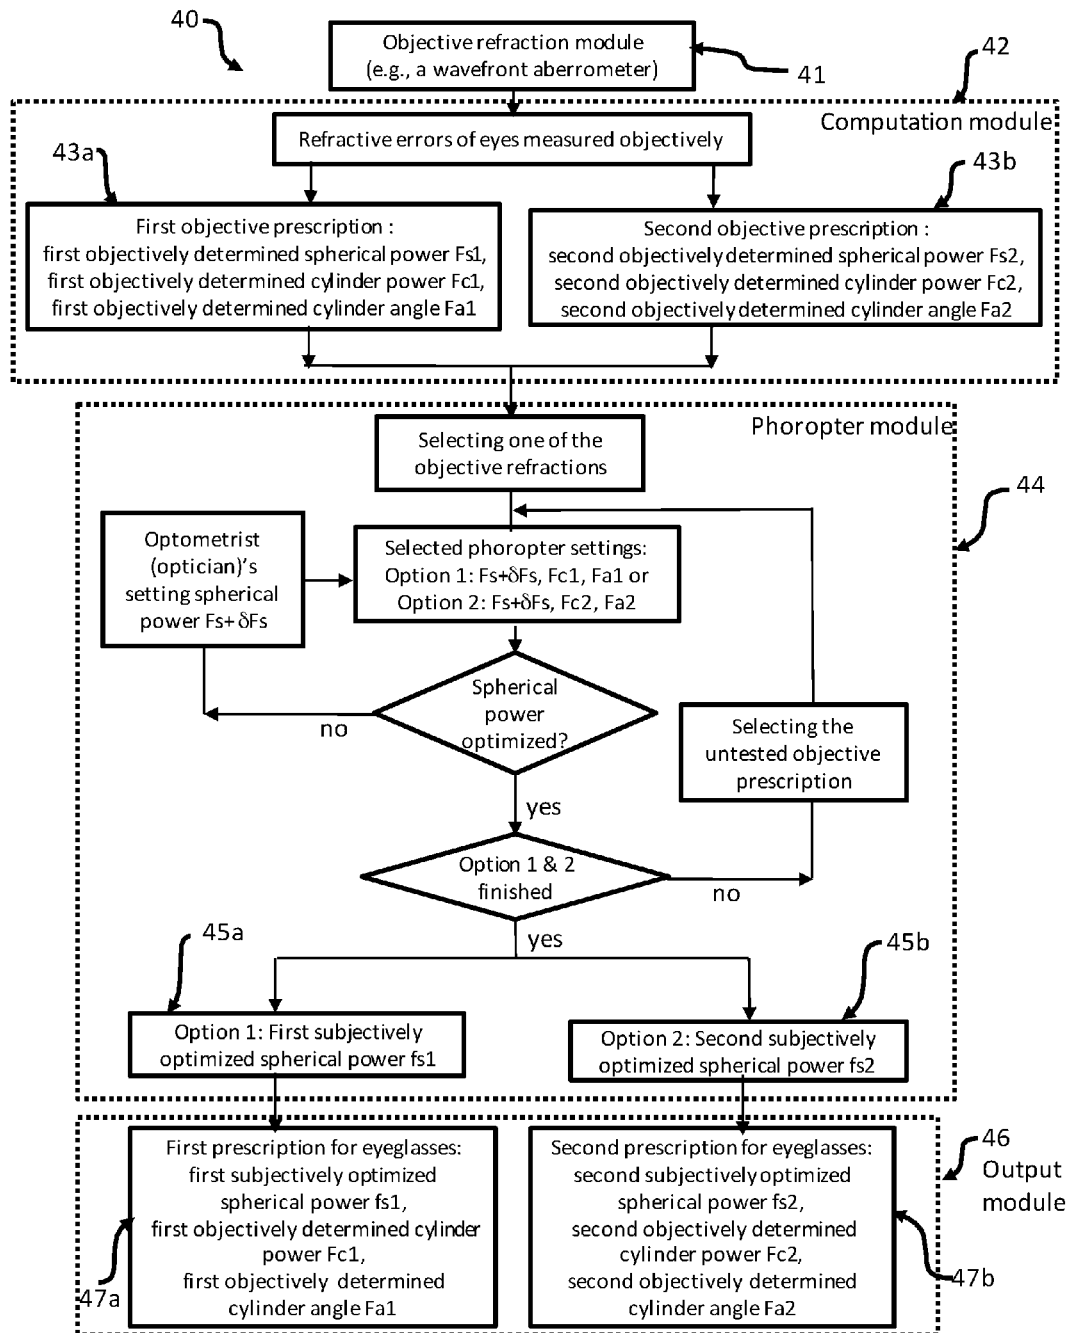 40
Objective refraction module
(e.g., a wavefront aberrometer)
41
42
Computation module
Refractive errors of eyes measured objectively
43a
43b
First objective prescription :
first objectively determined spherical power Fs1,
first objectively determined cylinder power Fc1,
first objectively determined cylinder angle Fa1
Second objective prescription :
second objectively determined spherical power Fs2,
second objectively determined cylinder power Fc2,
second objectively determined cylinder angle Fa2
Phoropter module
44
Selecting one of the
objective refractions
Optometrist
(optician)'s
setting spherical
power Fs+ δFs
Selected phoropter settings:
Option 1: Fs+δFs, Fc1, Fa1 or
Option 2: Fs+δFs, Fc2, Fa2
Spherical
power
optimized?
no
yes
Selecting the
untested objective
prescription
Option 1 & 2
finished
no
yes
45a
45b
Option 1: First subjectively
optimized spherical power fs1
Option 2: Second subjectively
optimized spherical power fs2
46
Output
module
First prescription for eyeglasses:
first subjectively optimized
spherical power fs1,
first objectively determined cylinder
power Fc1,
first objectively determined
cylinder angle Fa1
47a
Second prescription for eyeglasses:
second subjectively optimized
spherical power fs2,
second objectively determined
cylinder power Fc2,
second objectively determined
cylinder angle Fa2
47b